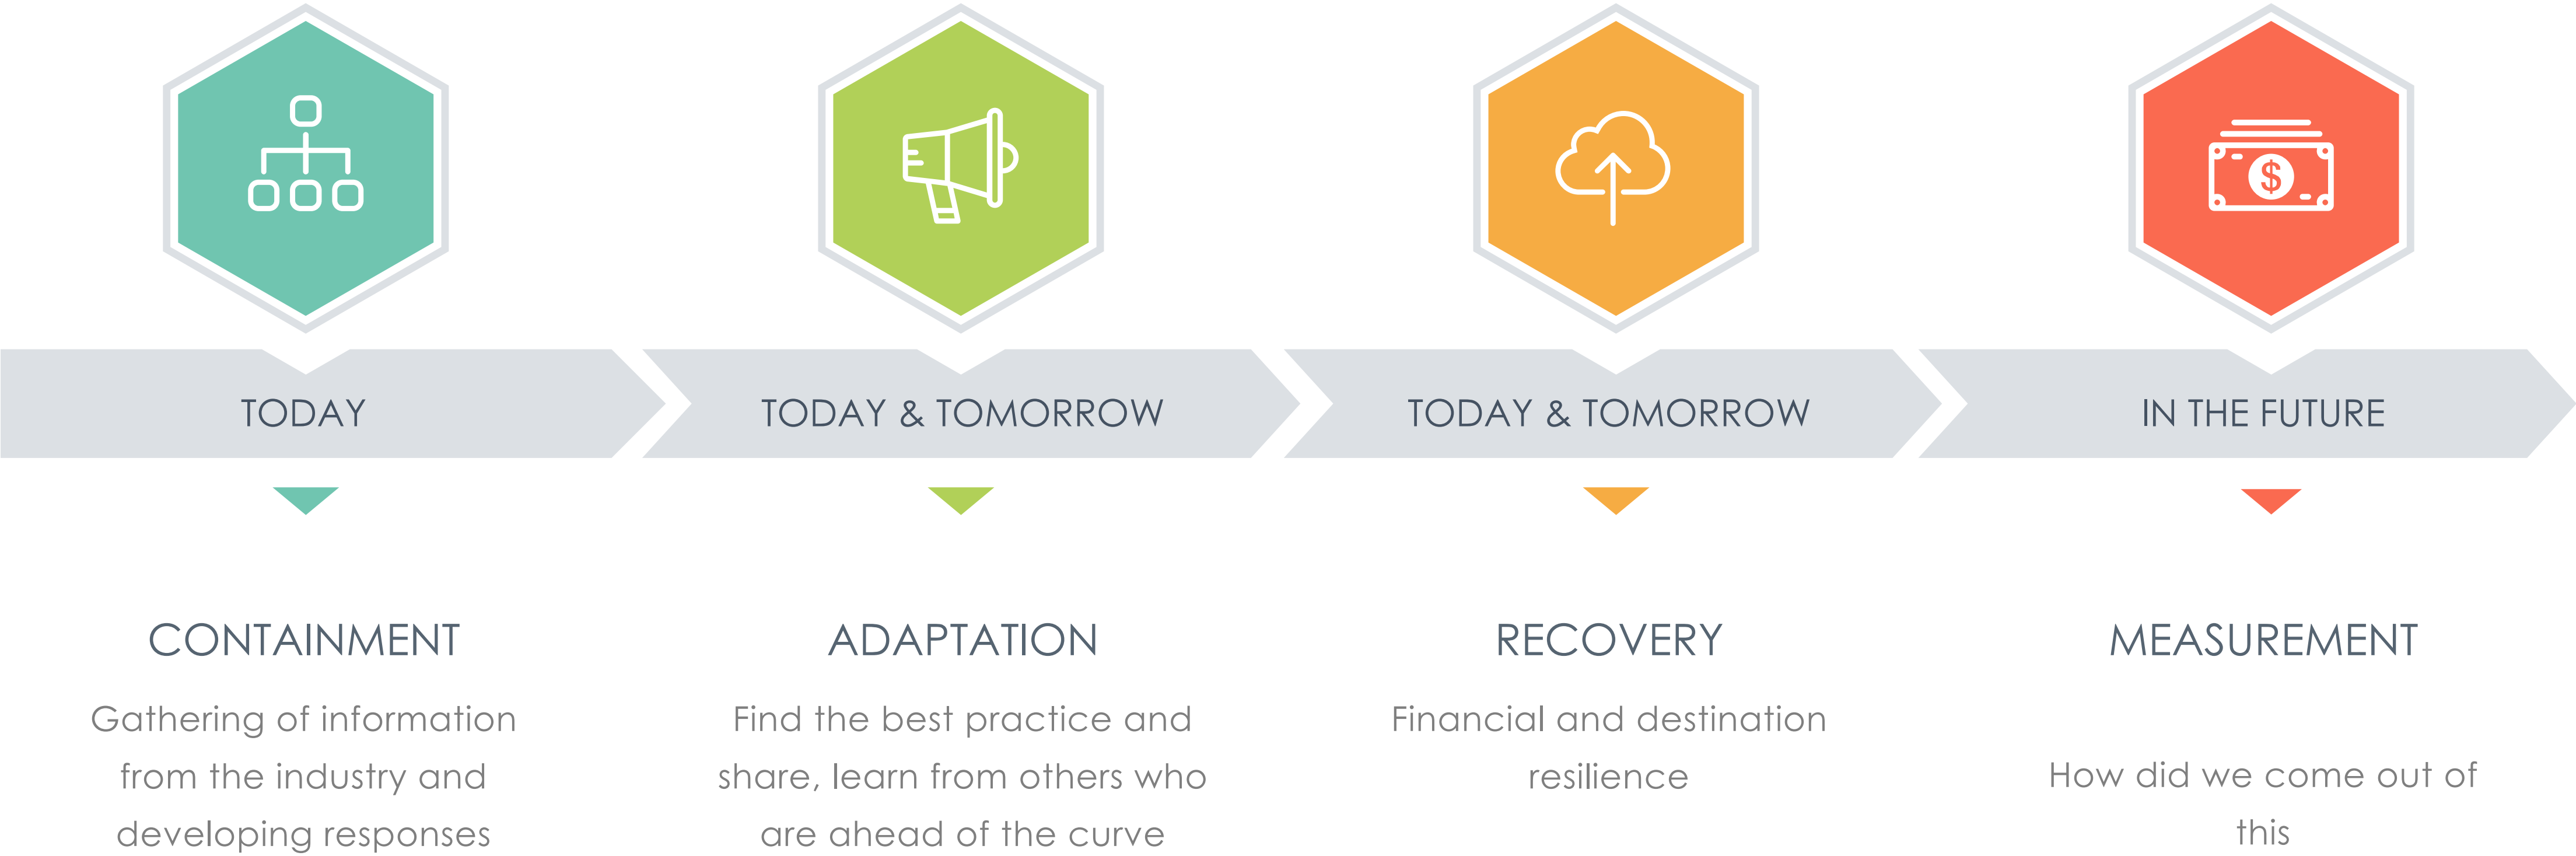 TODAY
TODAY & TOMORROW
TODAY & TOMORROW
IN THE FUTURE
CONTAINMENT
Gathering of information
from the industry and
developing responses
ADAPTATION
Find the best practice and
share, learn from others who
are ahead of the curve
RECOVERY
Financial and destination
resilience
MEASUREMENT
How did we come out of
this
$